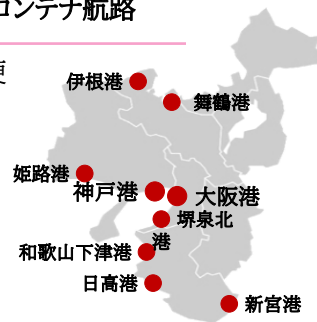 コンテナ航路
便
伊根港
舞鶴港
姫路港
神戸港
大阪港
堺泉北
港
和歌山下津港
日高港
新宮港